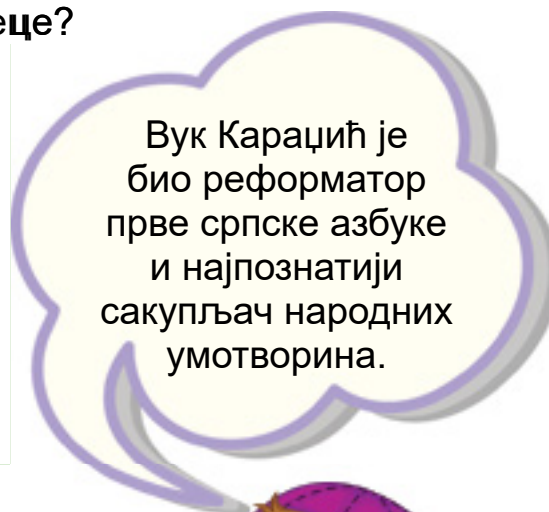 еце?
Вук Караџић је
био реформатор
прве српске азбуке
и најпознатији
сакупљач народних
умотворина.